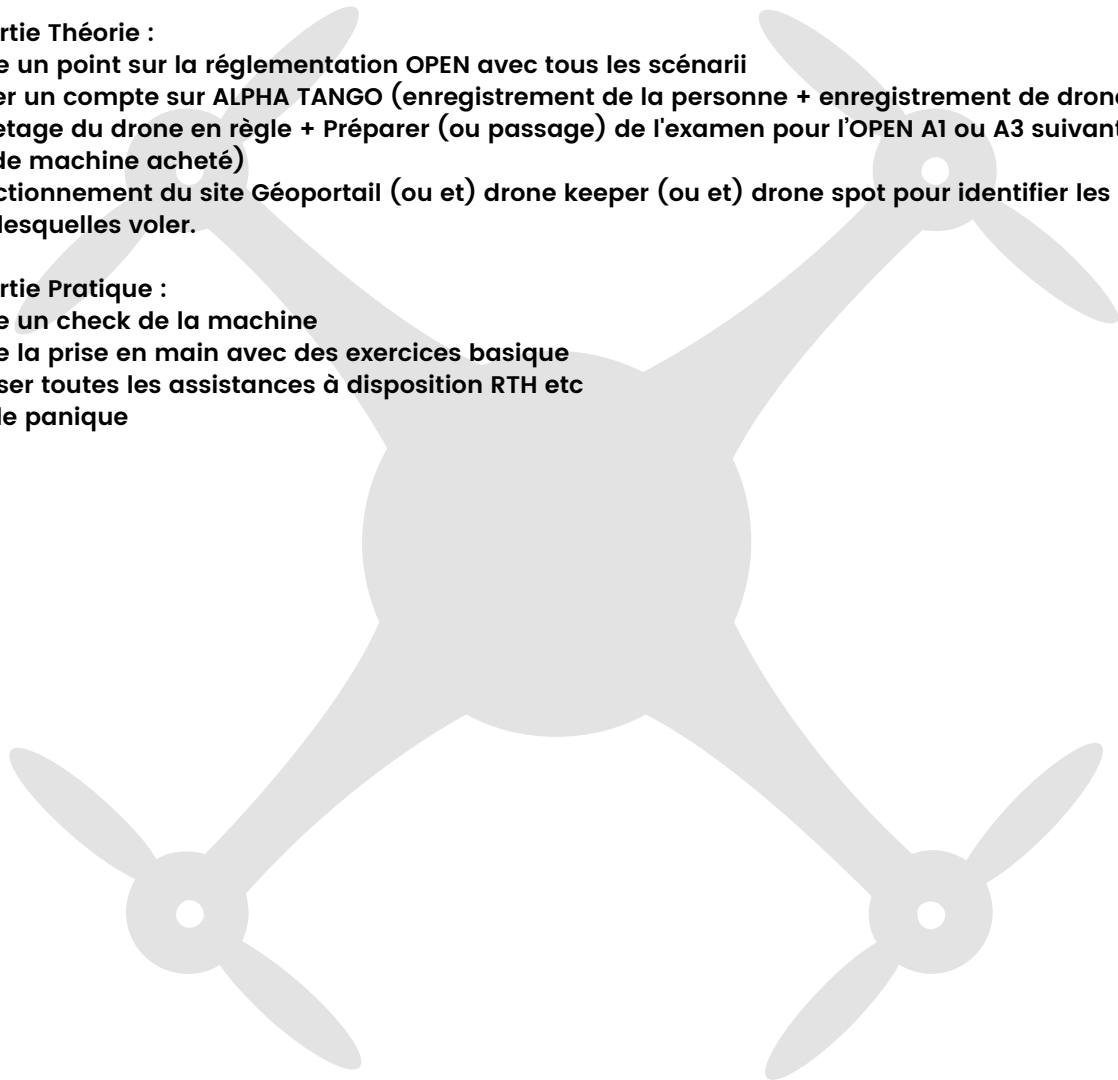 rtie Théorie :
e un point sur la réglementation OPEN avec tous les scénarii
er un compte sur ALPHA TANGO (enregistrement de la personne + enregistrement de drone
etage du drone en règle + Préparer (ou passage) de l'examen pour l’OPEN A1 ou A3 suivant
de machine acheté)
ctionnement du site Géoportail (ou et) drone keeper (ou et) drone spot pour identifier les
lesquelles voler.
rtie Pratique :
e un check de la machine
e la prise en main avec des exercices basique
ser toutes les assistances à disposition RTH etc
le panique